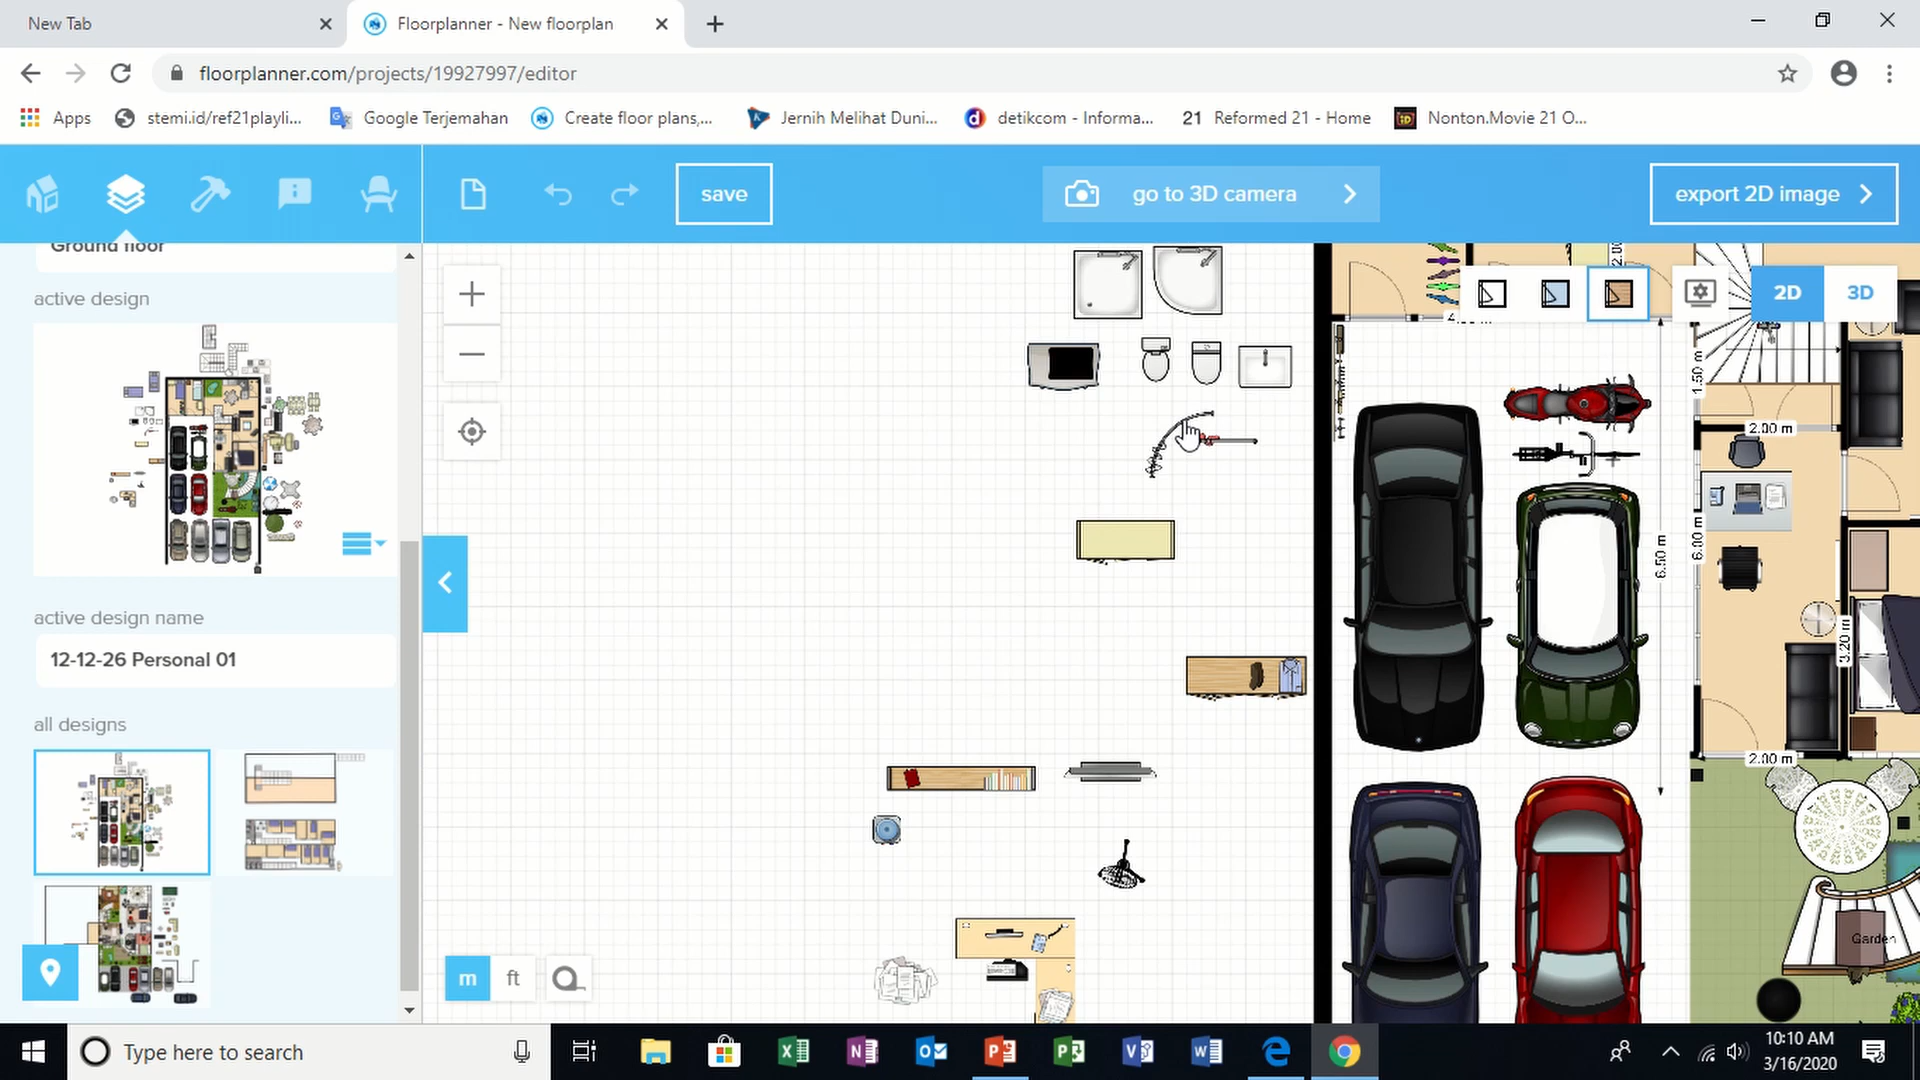 New Tab
Floorplanner - New floorplan
floorplanner.com/projects/19927997/editor
Apps
stemi.id/ref21playli...
Google Terjemahan
Create floor plans,...
Jernih Melihat Duni...
detikcom - Informa...
21 Reformed 21 - Home
Nonton.Movie 21 O...
save
go to 3D camera
export 2D image
Ground floor
active design
active design name
12-12-26 Personal 01
all designs
2D
3D
1.50 m
2.00 m
6.00 m
6.50 m
3.20 m
2.00 m
Garden
m
ft
Type here to search
10:10 AM
3/16/2020